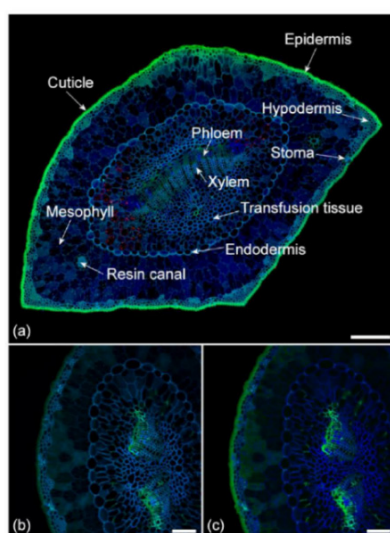 Epidermis
Cuticle
Hypodermis
Phloem
Stoma
Xylem
Mesophyll
Transfusion tissue
Endodermis
Resin canal
(a)
(b)
(c)